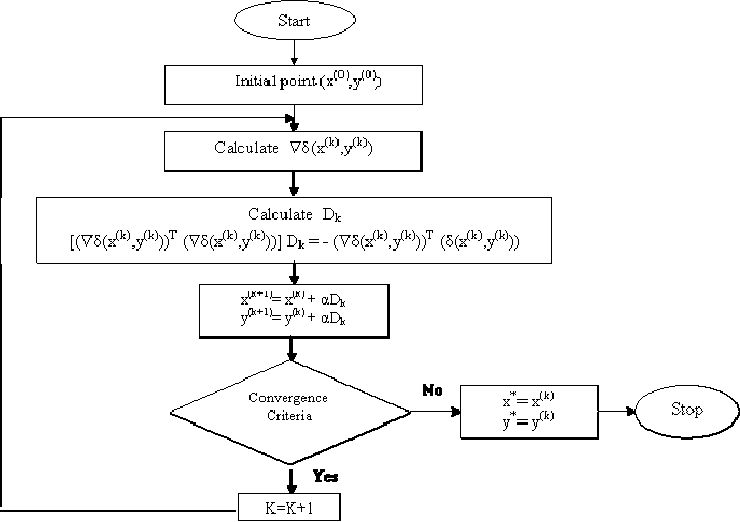 Start
Initial point (x⁽⁰⁾,y⁽⁰⁾)
Calculate ∇δ(x⁽ᵏ⁾,y⁽ᵏ⁾)
Calculate Dₖ
[(∇δ(x⁽ᵏ⁾,y⁽ᵏ⁾))ᵀ (∇δ(x⁽ᵏ⁾,y⁽ᵏ⁾))] Dₖ = - (∇δ(x⁽ᵏ⁾,y⁽ᵏ⁾))ᵀ (δ(x⁽ᵏ⁾,y⁽ᵏ⁾))
x⁽ᵏ⁺¹⁾= x⁽ᵏ⁾ + αDₖ
y⁽ᵏ⁺¹⁾= y⁽ᵏ⁾ + αDₖ
Convergence
Criteria
No
x*= x⁽ᵏ⁾
y*= y⁽ᵏ⁾
Stop
Yes
K=K+1